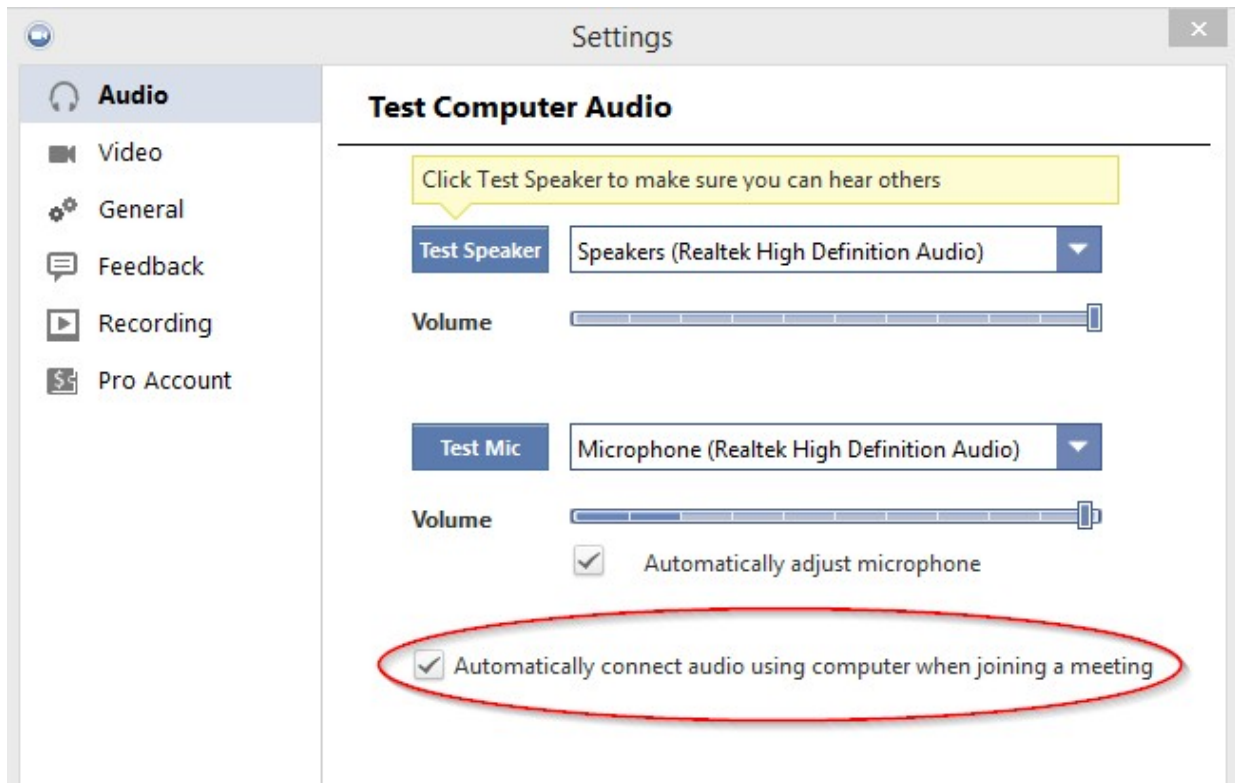 Settings
Audio
Video
General
Feedback
Recording
Pro Account
Test Computer Audio
Click Test Speaker to make sure you can hear others
Test Speaker
Speakers (Realtek High Definition Audio)
Volume
Test Mic
Microphone (Realtek High Definition Audio)
Volume
Automatically adjust microphone
Automatically connect audio using computer when joining a meeting